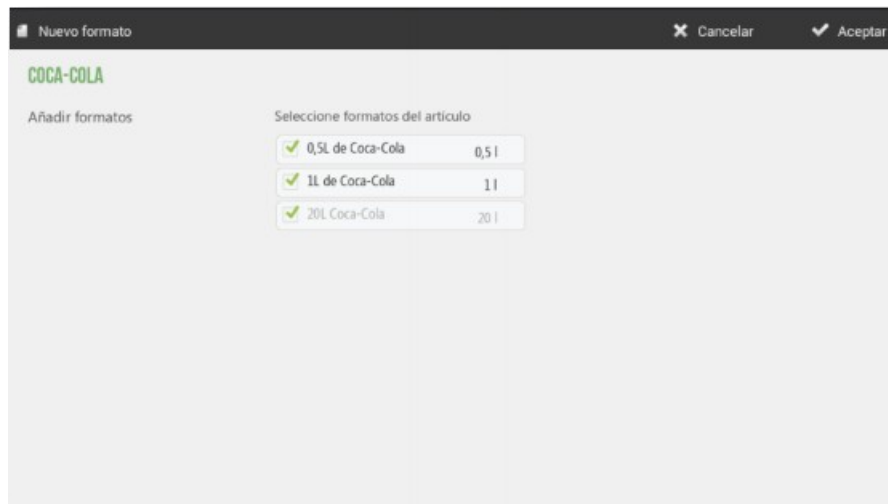 Nuevo formato Cancelar Aceptar
COCA-COLA
Añadir formatos Seleccione formatos del artículo
0,5L de Coca-Cola 0,5 l
1L de Coca-Cola 1 l
20L Coca-Cola 20 l